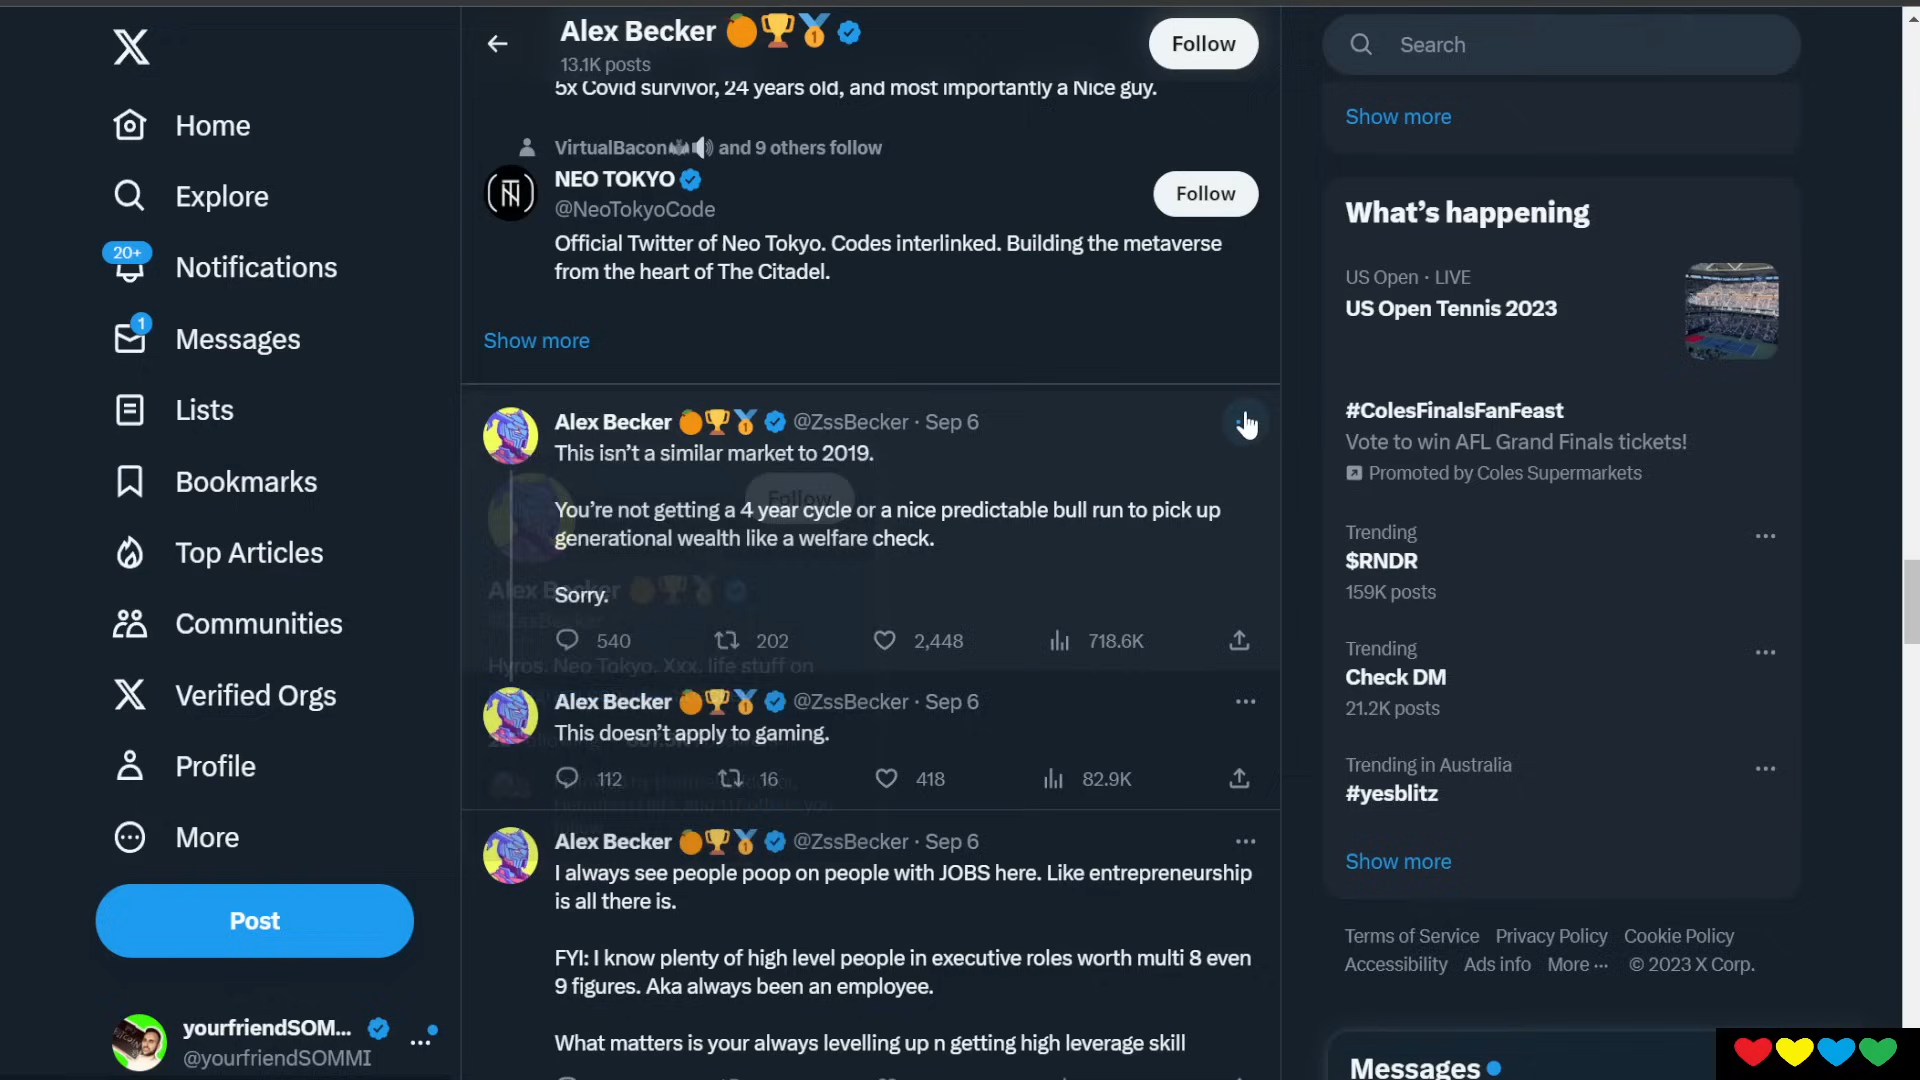 Home
Explore
20+
Notifications
1
Messages
Lists
Bookmarks
Top Articles
Communities
Verified Orgs
Profile
More
Post
yourfriendSOM...
@yourfriendSOMMI
Alex Becker
13.1K posts
Follow
5x Covid survivor, 24 years old, and most importantly a Nice guy.
VirtualBacon and 9 others follow
NEO TOKYO
@NeoTokyoCode
Follow
Official Twitter of Neo Tokyo. Codes interlinked. Building the metaverse
from the heart of The Citadel.
Show more
Alex Becker @ZssBecker · Sep 6
This isn’t a similar market to 2019.
Follow
You’re not getting a 4 year cycle or a nice predictable bull run to pick up
generational wealth like a welfare check.
Alex Becker
Sorry.
540 202 2,448 718.6K
Hyros. Neo Tokyo. Xxx. life stuff on
Alex Becker @ZssBecker · Sep 6
This doesn’t apply to gaming.
112 16 418 82.9K
Alex Becker @ZssBecker · Sep 6
I always see people poop on people with JOBS here. Like entrepreneurship
is all there is.
FYI: I know plenty of high level people in executive roles worth multi 8 even
9 figures. Aka always been an employee.
What matters is your always levelling up n getting high leverage skill
Search
Show more
What’s happening
US Open · LIVE
US Open Tennis 2023
#ColesFinalsFanFeast
Vote to win AFL Grand Finals tickets!
Promoted by Coles Supermarkets
Trending
$RNDR
159K posts
Trending
Check DM
21.2K posts
Trending in Australia
#yesblitz
Show more
Terms of Service Privacy Policy Cookie Policy
Accessibility Ads info More ... © 2023 X Corp.
Messages